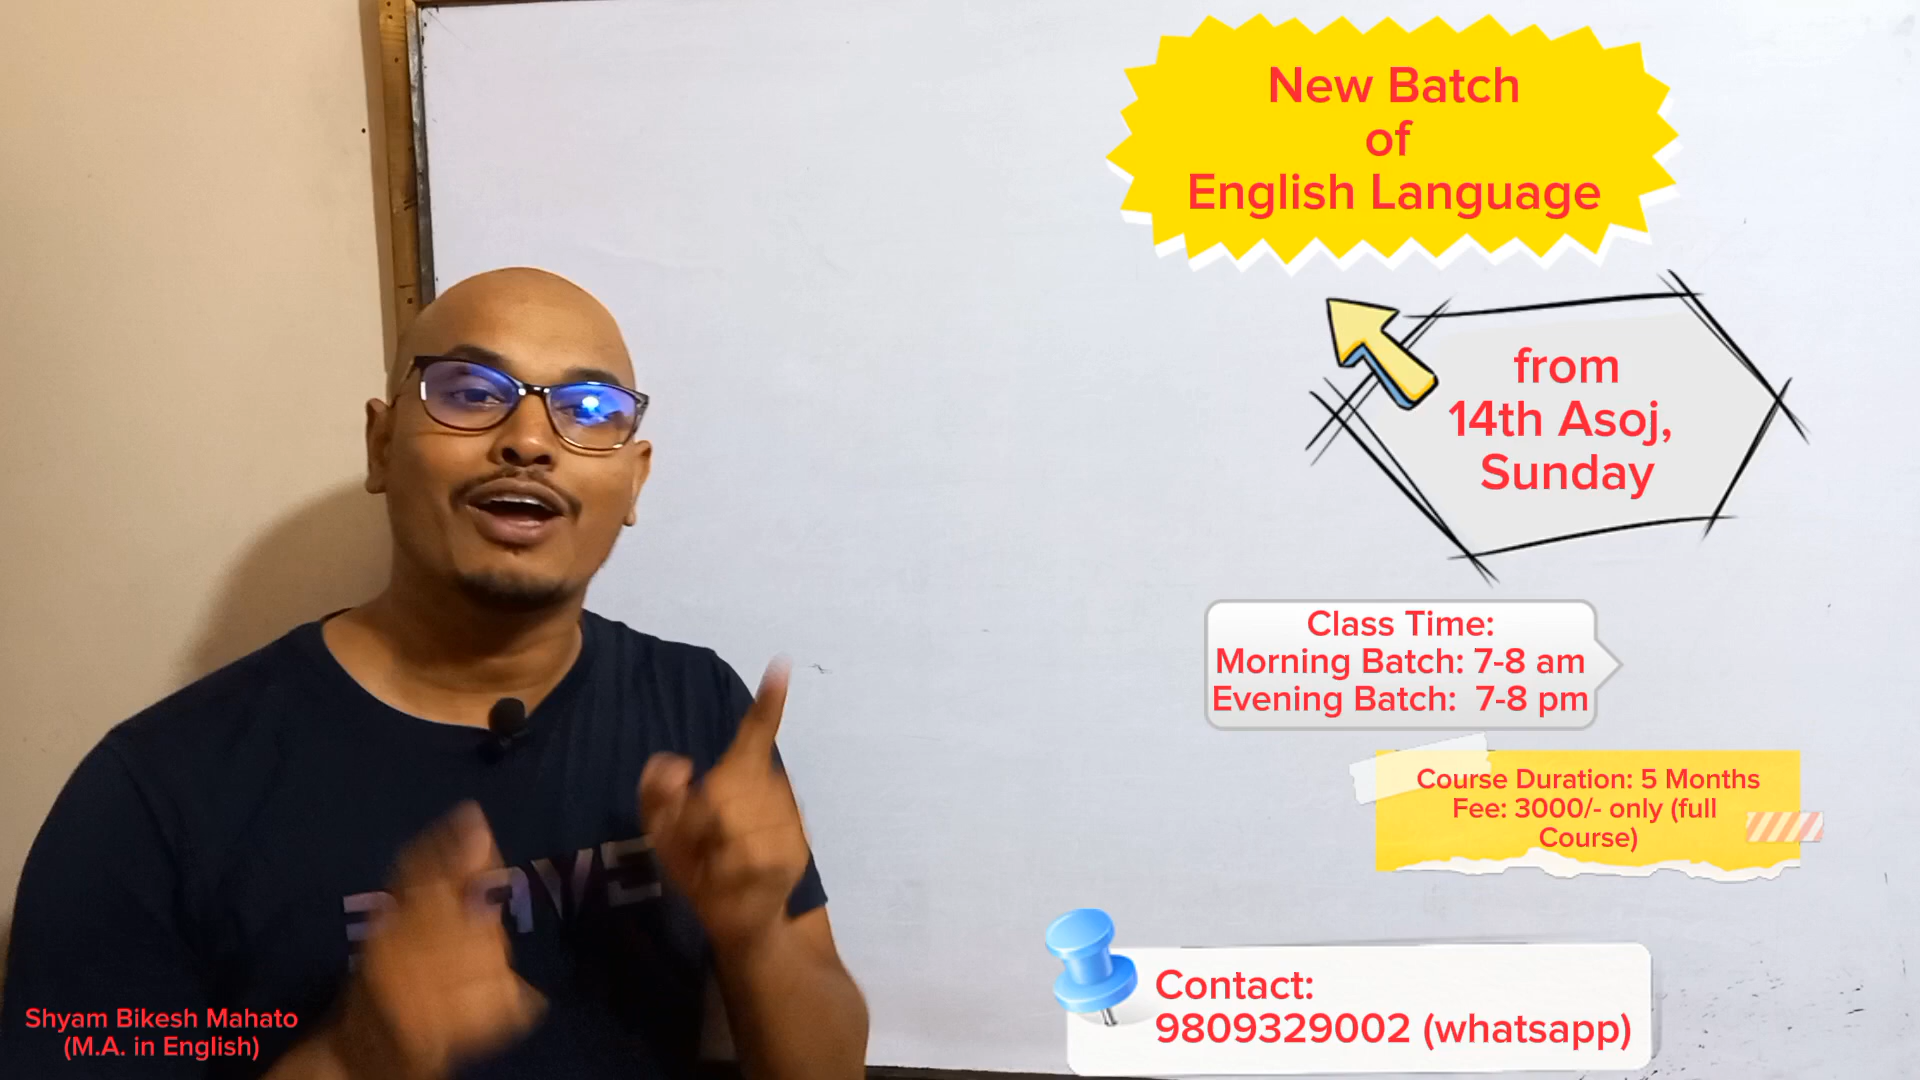 New Batch
of
English Language
from
14th Asoj,
Sunday
Class Time:
Morning Batch: 7-8 am
Evening Batch:  7-8 pm
Course Duration: 5 Months
Fee: 3000/- only (full
Course)
Contact:
9809329002 (whatsapp)
Shyam Bikesh Mahato
(M.A. in English)